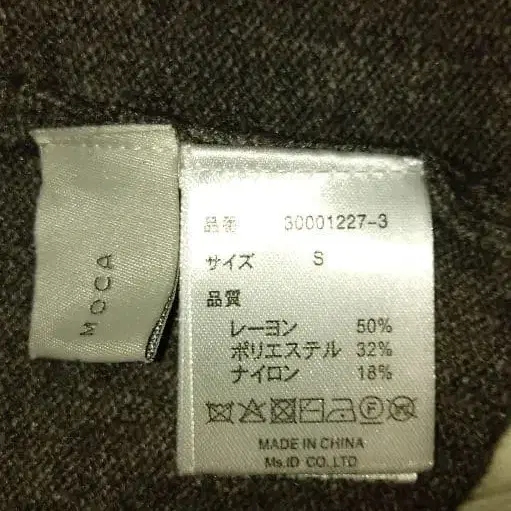 MOCA
品番 30001227-3
サイズ S
品質
レーヨン 50%
ポリエステル 32%
ナイロン 18%
MADE IN CHINA
Ms.ID CO.,LTD